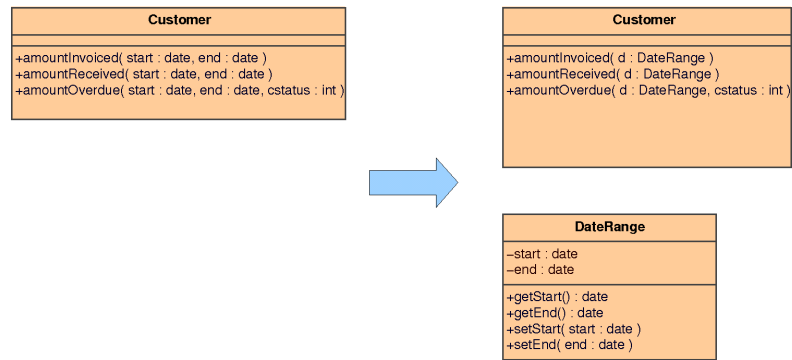 Customer
+amountInvoiced( start : date, end : date )
+amountReceived( start : date, end : date )
+amountOverdue( start : date, end : date, cstatus : int )
Customer
+amountInvoiced( d : DateRange )
+amountReceived( d : DateRange )
+amountOverdue( d : DateRange, cstatus : int )
DateRange
−start : date
−end : date
+getStart() : date
+getEnd() : date
+setStart( start : date )
+setEnd( end : date )